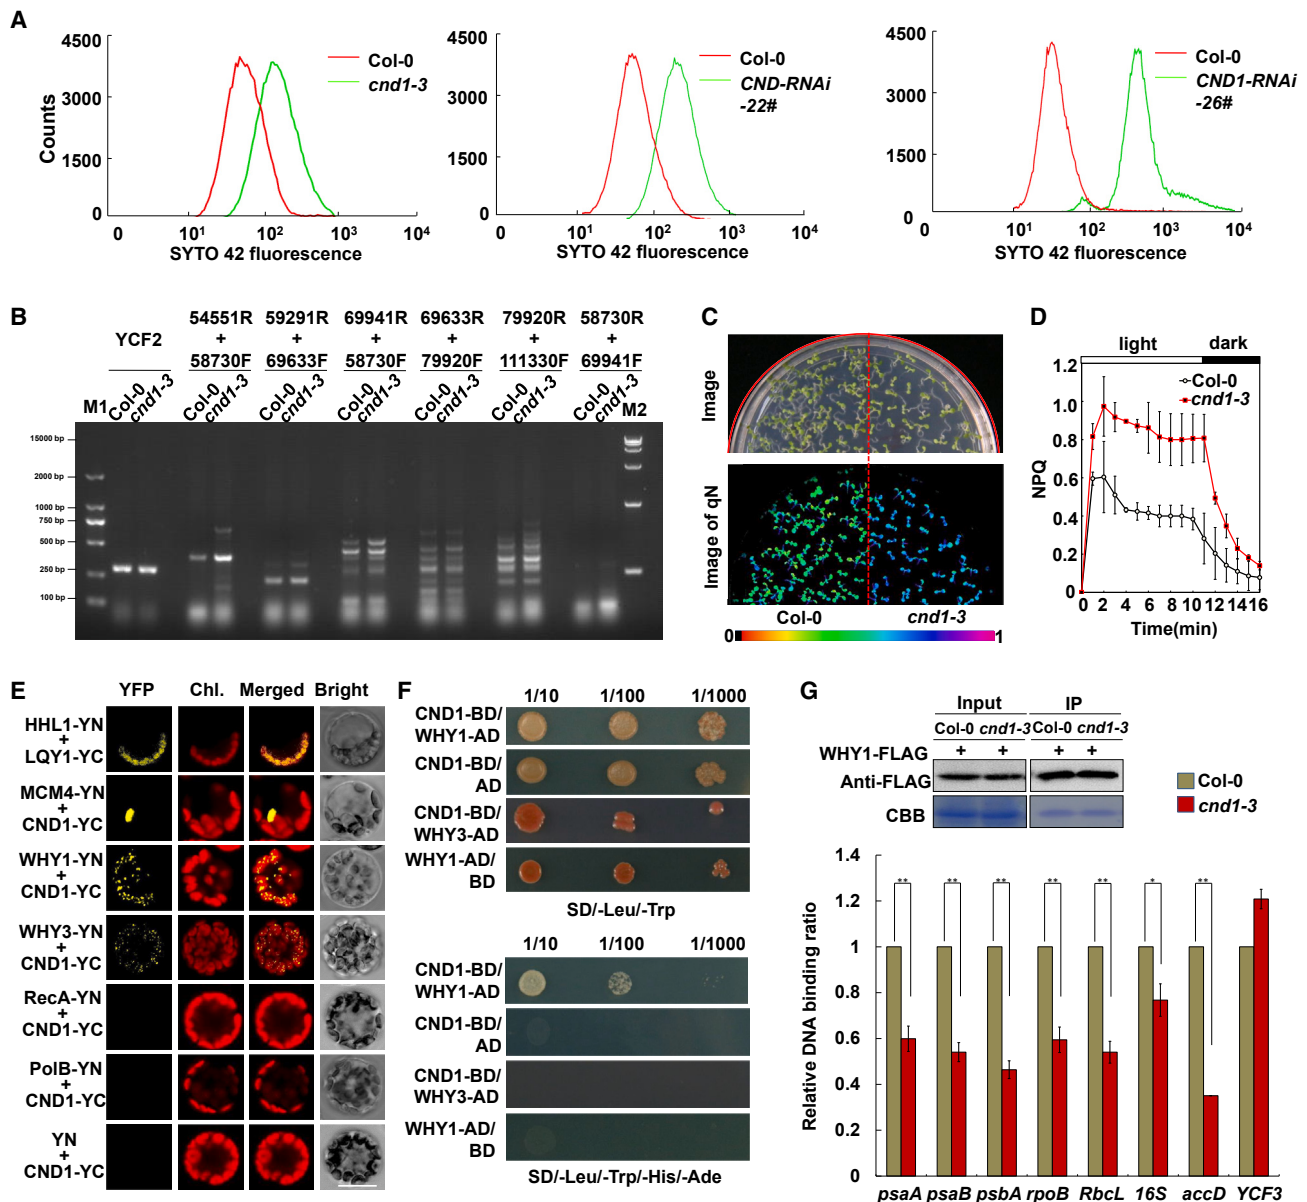 A
4500
3000
1500
0
Counts
Col-0
cnd1-3
0 10¹ 10² 10³ 10⁴
SYTO 42 fluorescence
4500
3000
1500
0
Col-0
CND-RNAi
-22#
0 10¹ 10² 10³ 10⁴
SYTO 42 fluorescence
4500
3000
1500
0
Col-0
CND1-RNAi
-26#
0 10¹ 10² 10³ 10⁴
SYTO 42 fluorescence
B
YCF2
54551R + 58730F
59291R + 69633F
69941R + 58730F
69633R + 79920F
79920R + 111330F
58730R + 69941F
M1 Col-0 cnd1-3 Col-0 cnd1-3 Col-0 cnd1-3 Col-0 cnd1-3 Col-0 cnd1-3 Col-0 cnd1-3 Col-0 cnd1-3 M2
15000 bp
2000 bp
1000 bp
750 bp
500 bp
250 bp
100 bp
C
Image
Image of qN
Col-0 cnd1-3
0 1
D
light dark
NPQ
1.2
1.0
0.8
0.6
0.4
0.2
0
Col-0
cnd1-3
0 2 4 6 8 10 12 14 16
Time(min)
E
YFP Chl. Merged Bright
HHL1-YN
+
LQY1-YC
MCM4-YN
+
CND1-YC
WHY1-YN
+
CND1-YC
WHY3-YN
+
CND1-YC
RecA-YN
+
CND1-YC
PolB-YN
+
CND1-YC
YN
+
CND1-YC
F
1/10 1/100 1/1000
CND1-BD/
WHY1-AD
CND1-BD/
AD
CND1-BD/
WHY3-AD
WHY1-AD/
BD
SD/-Leu/-Trp
1/10 1/100 1/1000
CND1-BD/
WHY1-AD
CND1-BD/
AD
CND1-BD/
WHY3-AD
WHY1-AD/
BD
SD/-Leu/-Trp/-His/-Ade
G
Input IP
Col-0 cnd1-3 Col-0 cnd1-3
WHY1-FLAG + + + +
Anti-FLAG
CBB
Col-0
cnd1-3
Relative DNA binding ratio
1.4
1.2
1
0.8
0.6
0.4
0.2
0
** ** ** ** ** * **
psaA psaB psbA rpoB RbcL 16S accD YCF3